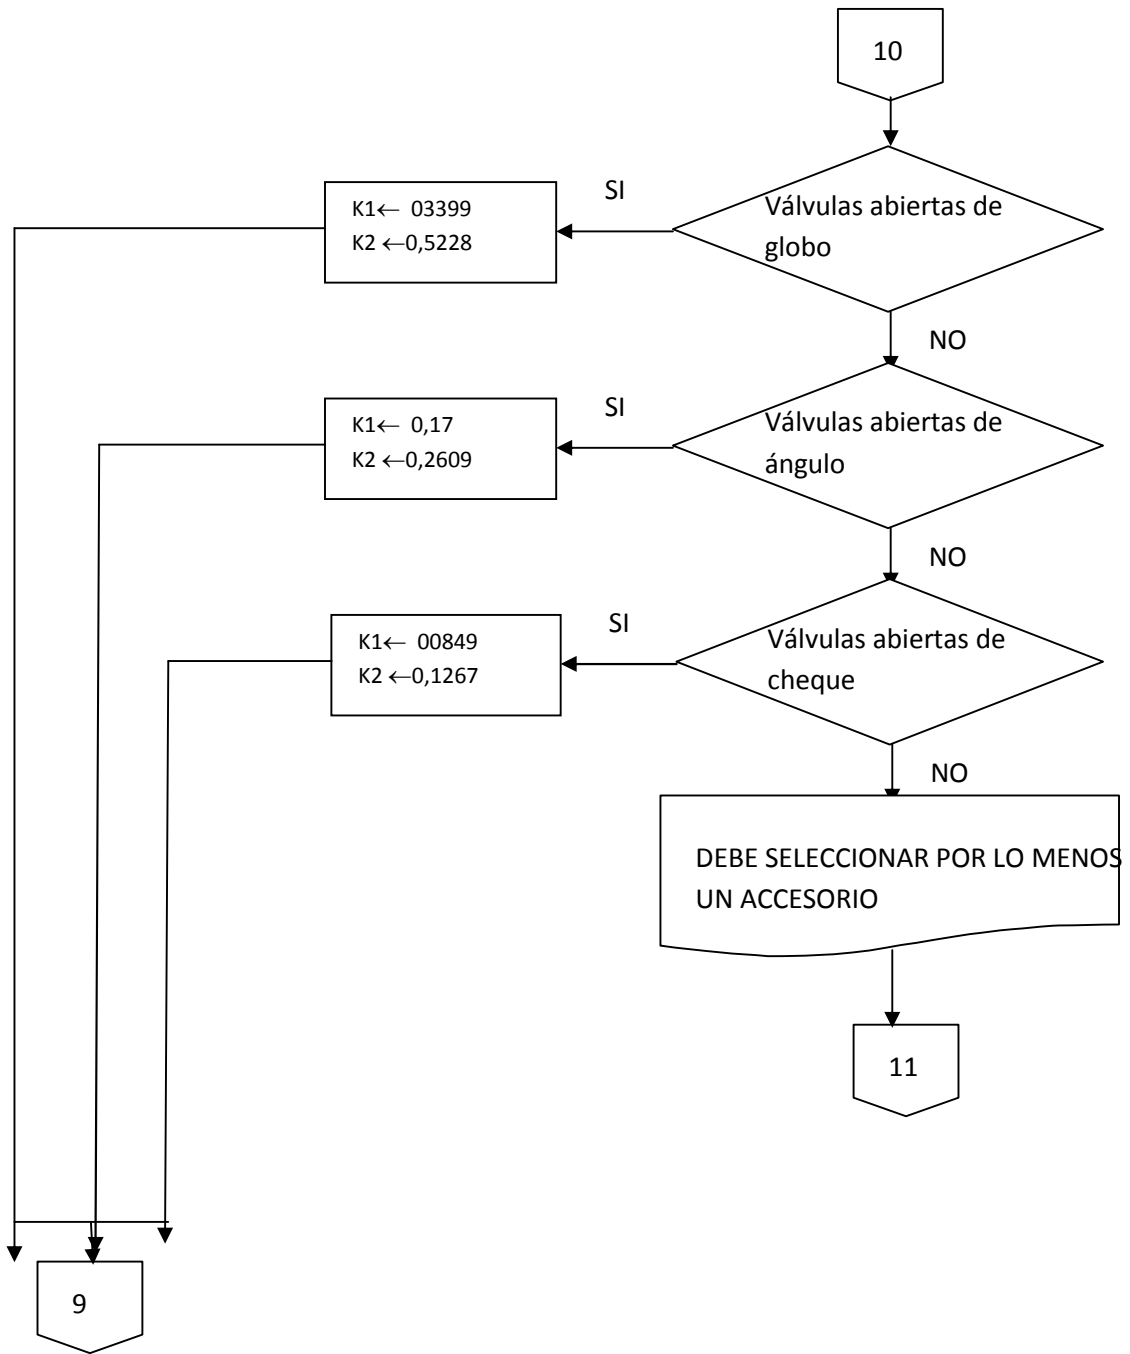 10
SI
Válvulas abiertas de
globo
K1← 03399
K2 ←0,5228
NO
SI
Válvulas abiertas de
ángulo
K1← 0,17
K2 ←0,2609
NO
SI
Válvulas abiertas de
cheque
K1← 00849
K2 ←0,1267
NO
DEBE SELECCIONAR POR LO MENOS
UN ACCESORIO
11
9